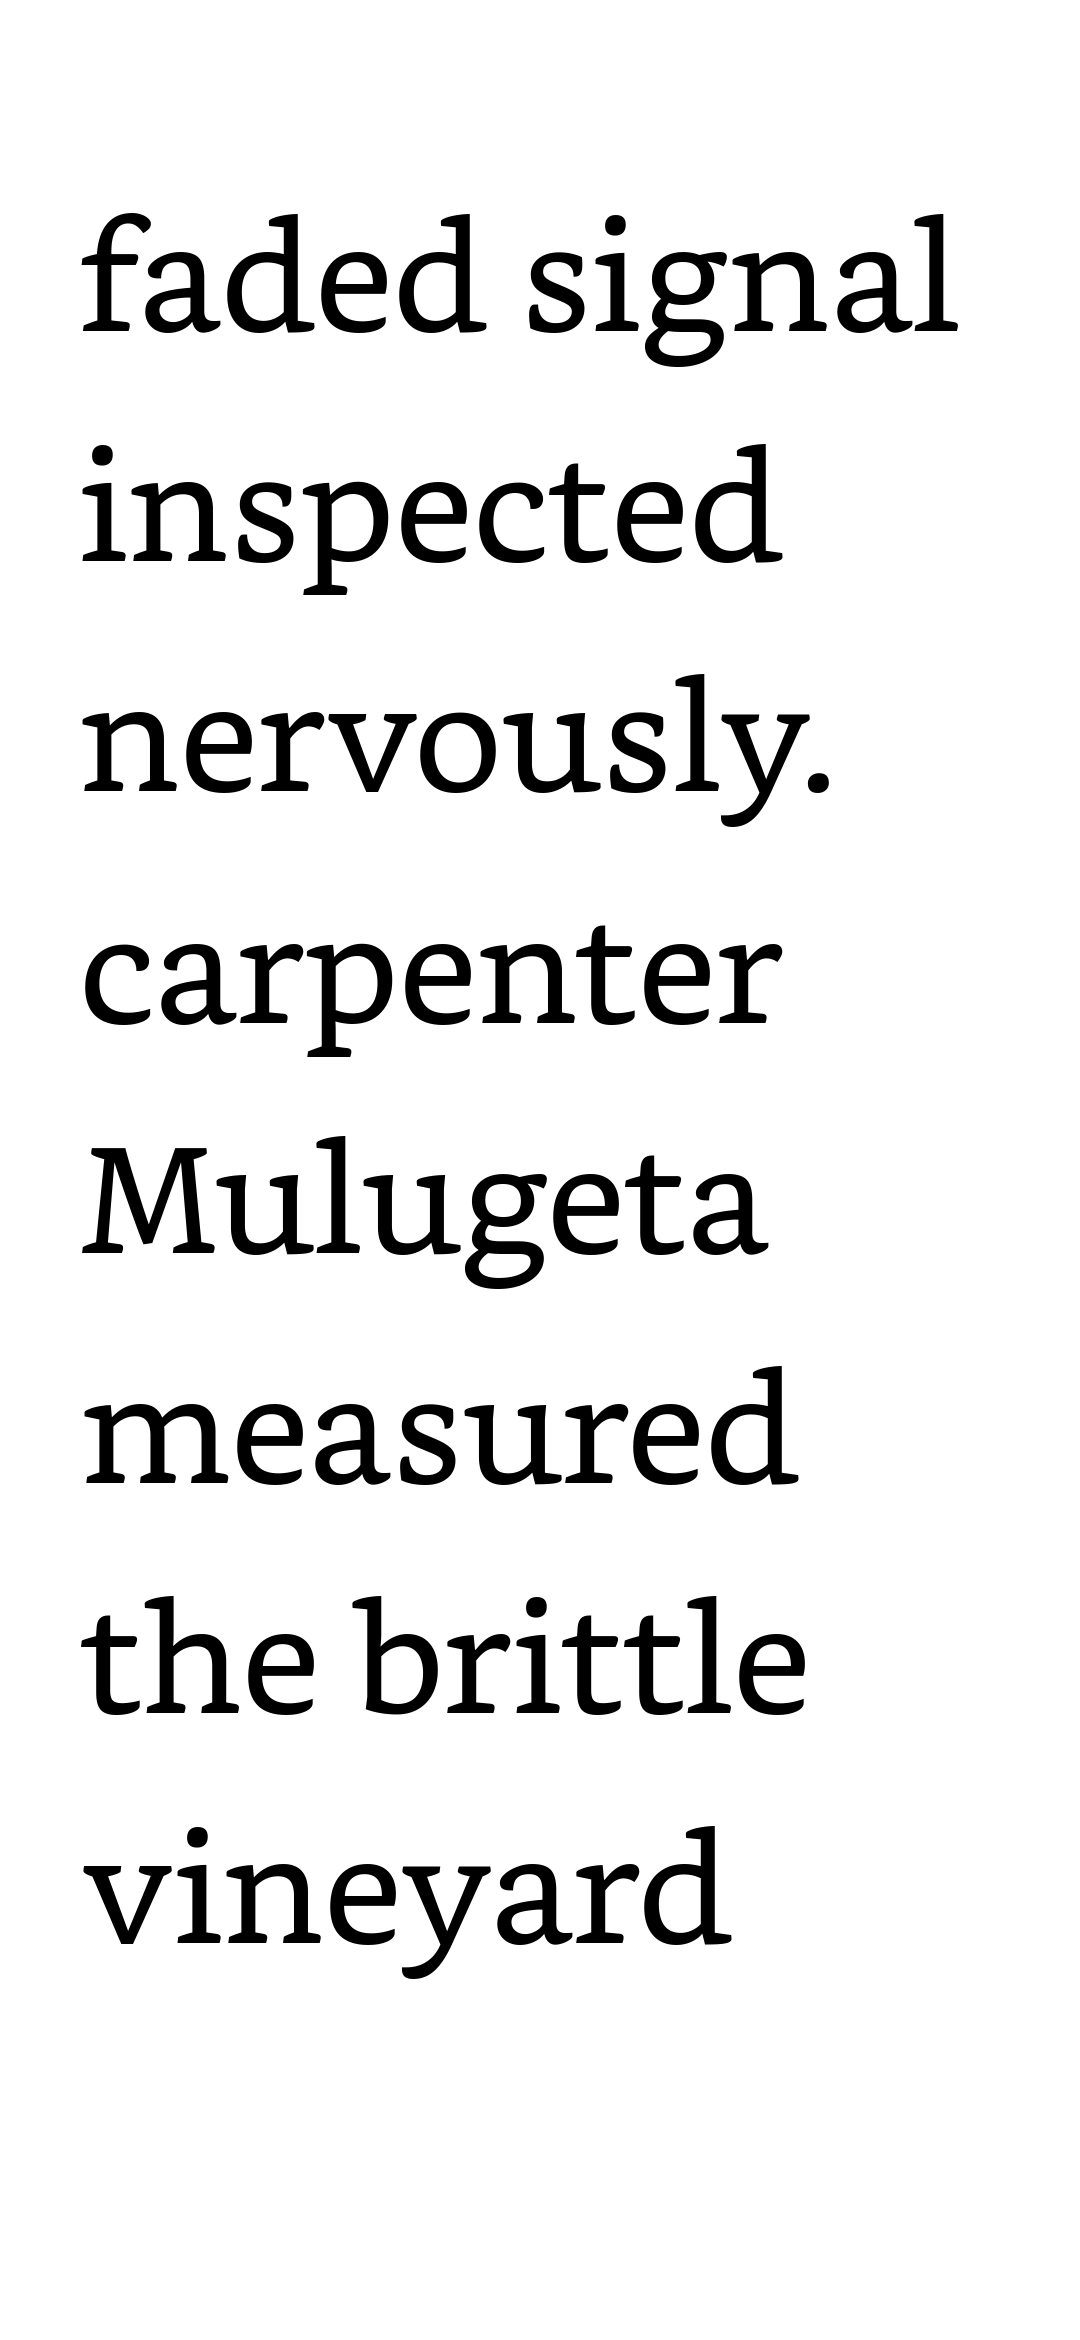 faded signal
inspected
nervously.
carpenter
Mulugeta
measured
the brittle
vineyard